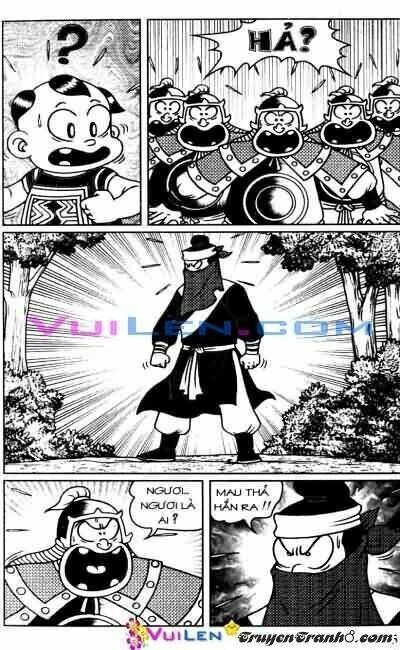 ?
HẢ?
VUILEN.COM
NGƯƠI...
NGƯƠI LÀ
AI?
MAU THẢ
HẮN RA!!
VUILEN
TruyenTranh8.com